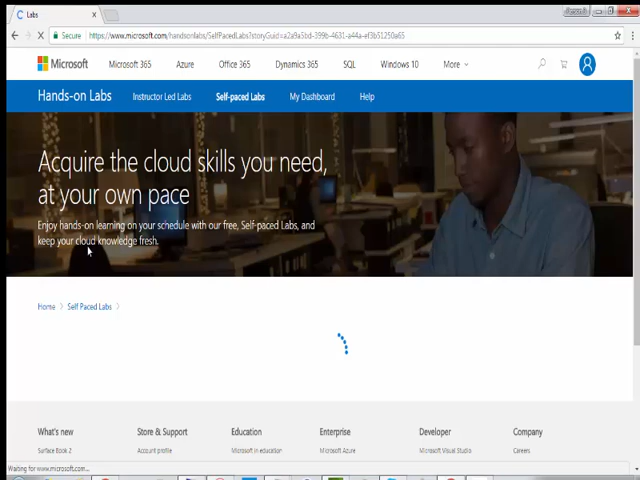 Labs
Secure
https://www.microsoft.com/handsonlabs/SelfPacedLabs?storyGuid=a2a9a5bd-399b-4631-a44a-ef3b51250a65
Microsoft Microsoft 365 Azure Office 365 Dynamics 365 SQL Windows 10 More
Hands-on Labs Instructor Led Labs Self-paced Labs My Dashboard Help
Acquire the cloud skills you need,
at your own pace
Enjoy hands-on learning on your schedule with our free, Self-paced Labs, and
keep your cloud knowledge fresh.
Home > Self Paced Labs >
What's new Store & Support Education Enterprise Developer Company
Surface Book 2 Account profile Microsoft in education Microsoft Azure Microsoft Visual Studio Careers
Waiting for www.microsoft.com...